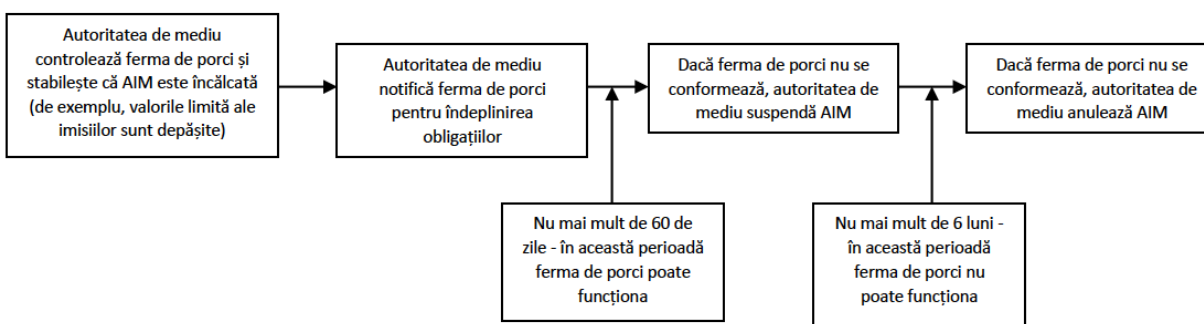 Autoritatea de mediu
controlează ferma de porci și
stabilește că AIM este încălcată
(de exemplu, valorile limită ale
imisiilor sunt depășite)
Autoritatea de mediu
notifică ferma de porci
pentru îndeplinirea
obligațiilor
Dacă ferma de porci nu se
conformează, autoritatea de
mediu suspendă AIM
Dacă ferma de porci nu se
conformează, autoritatea de
mediu anulează AIM
Nu mai mult de 60 de
zile - în această perioadă
ferma de porci poate
funcționa
Nu mai mult de 6 luni -
în această perioadă
ferma de porci nu
poate funcționa